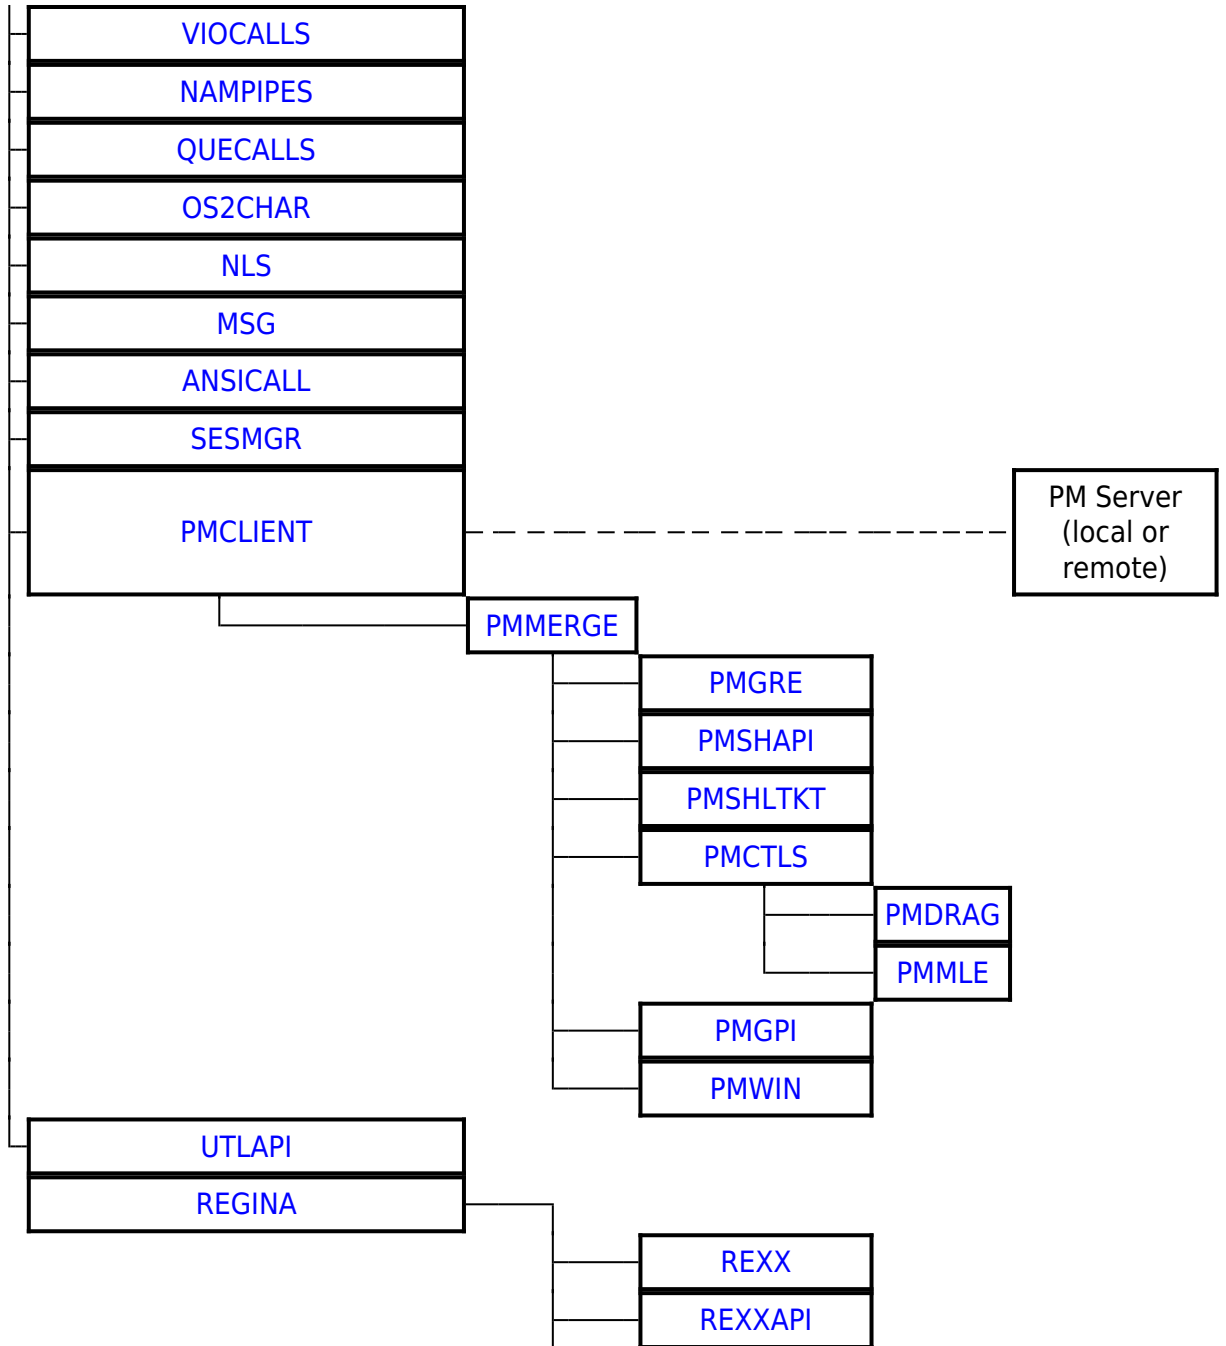 VIOCALLS
NAMPIPES
QUECALLS
OS2CHAR
NLS
MSG
ANSICALL
SESMGR
PMCLIENT
PM Server
(local or
remote)
PMMERGE
PMGRE
PMSHAPI
PMSHLTKT
PMCTLS
PMDRAG
PMMLE
PMGPI
PMWIN
UTLAPI
REGINA
REXX
REXXAPI